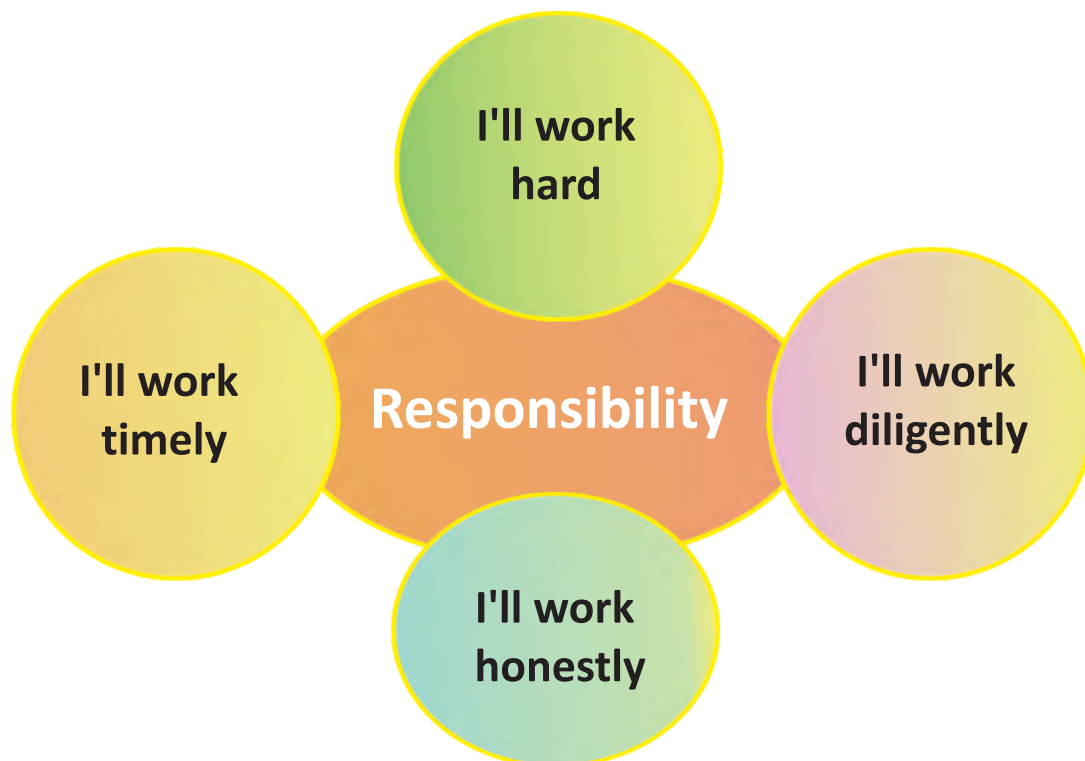 I'll work
hard
I'll work
timely
Responsibility
I'll work
diligently
I'll work
honestly